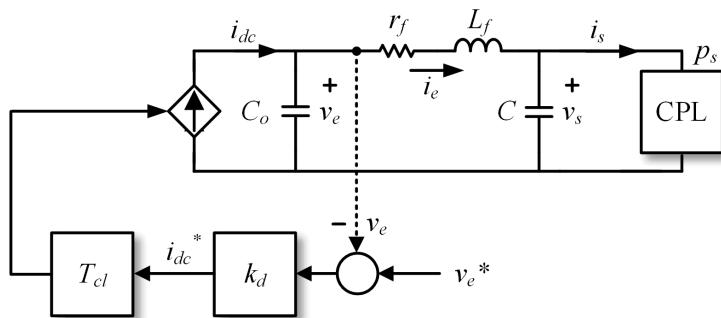 i_dc r_f L_f i_s p_s
+ i_e +
C_o v_e C v_s CPL
− v_e
T_cl i_dc* k_d v_e*